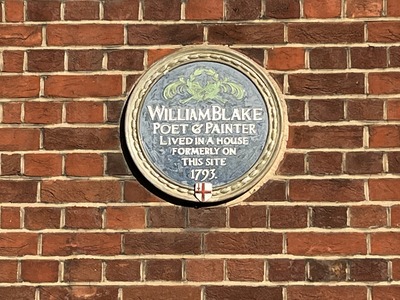 WILLIAM BLAKE
POET & PAINTER
LIVED IN A HOUSE
FORMERLY ON
THIS SITE
1793.